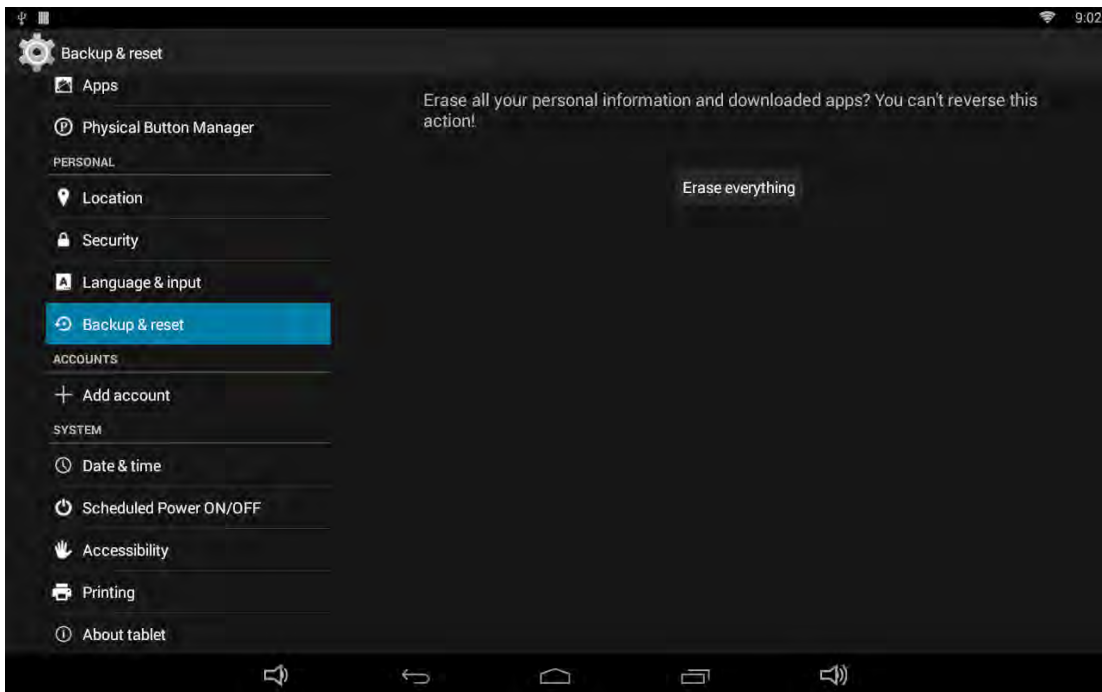 9:02
Backup & reset
Apps
Physical Button Manager
PERSONAL
Location
Security
Language & input
Backup & reset
ACCOUNTS
Add account
SYSTEM
Date & time
Scheduled Power ON/OFF
Accessibility
Printing
About tablet
Erase all your personal information and downloaded apps? You can't reverse this
action!
Erase everything